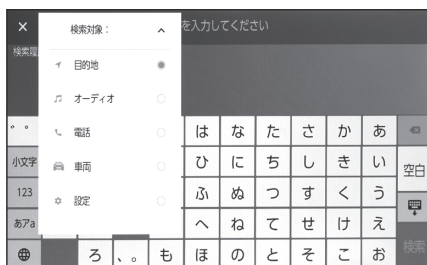 検索対象：
を入力してください
検索履
目的地
オーディオ
電話
車両
設定
゛ ゜ は な た さ か あ
小文字 ひ に ち し き い 空白
123 ふ ぬ つ す く う
あア a へ ね て せ け え
ろ 、。 も ほ の と そ こ お 検索